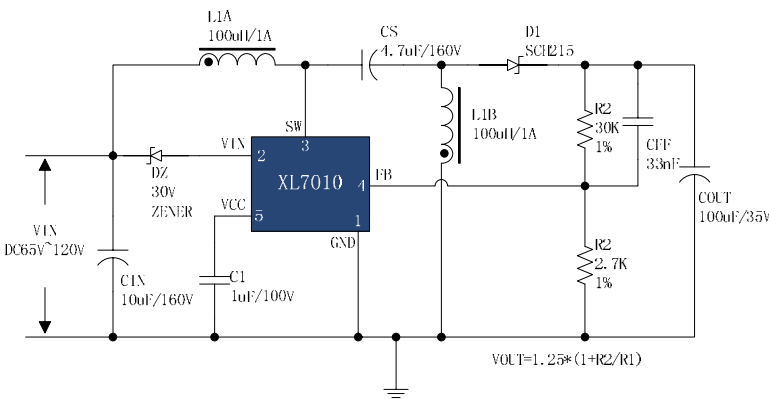 L1A
100uH/1A
CS
4.7uF/160V
D1
SCH215
L1B
100uH/1A
R2
30K
1%
CFF
33nF
COUT
100uF/35V
SW
3
VIN
2
DZ
30V
ZENER
XL7010
FB
4
VCC
5
1
GND
VIN
DC65V~120V
C1N
10uF/160V
C1
1uF/100V
R2
2.7K
1%
VOUT=1.25*(1+R2/R1)